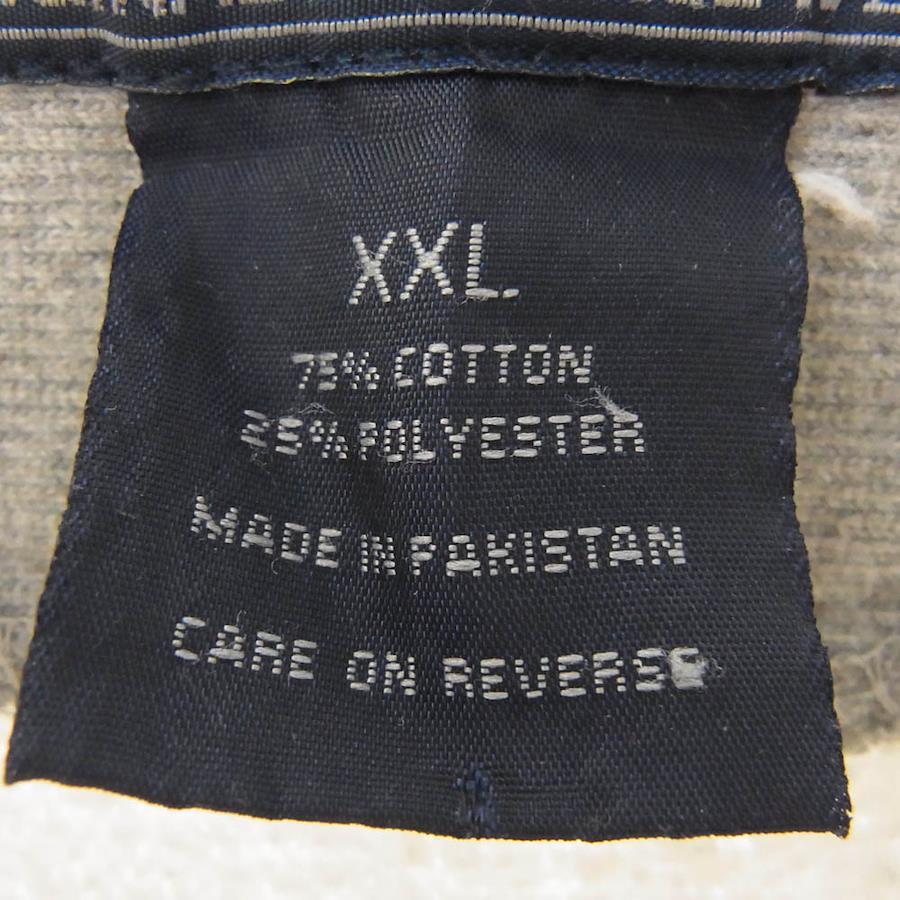 XXL.
75% COTTON
25% POLYESTER
MADE IN PAKISTAN
CARE ON REVERSE